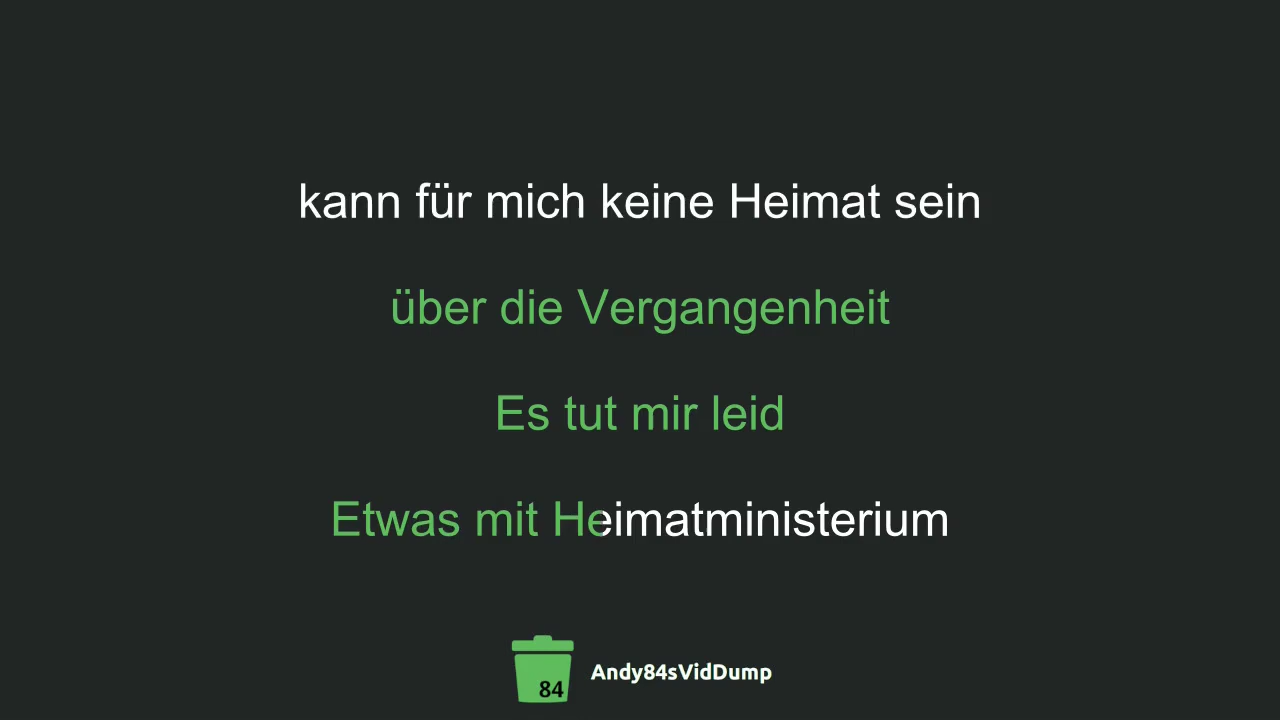 kann für mich keine Heimat sein
über die Vergangenheit
Es tut mir leid
Etwas mit Heimatministerium
84
Andy84sVidDump